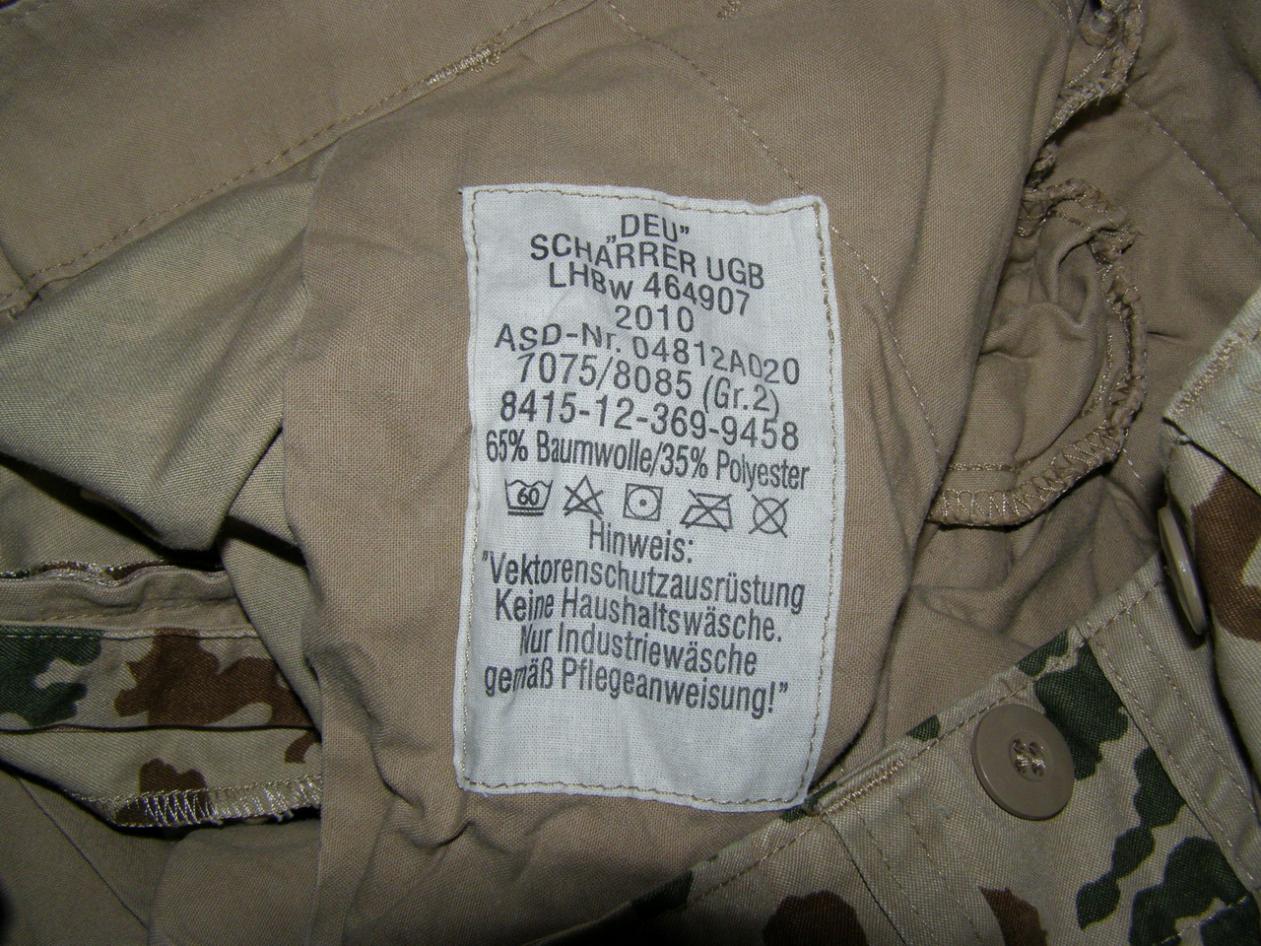 „DEU”
SCHARRER UGB
LHBw 464907
2010
ASD-Nr. 04812A020
7075/8085 (Gr.2)
8415-12-369-9458
65% Baumwolle/35% Polyester
60
Hinweis:
"Vektorenschutzausrüstung
Keine Haushaltswäsche.
Nur Industriewäsche
gemäß Pflegeanweisung!"